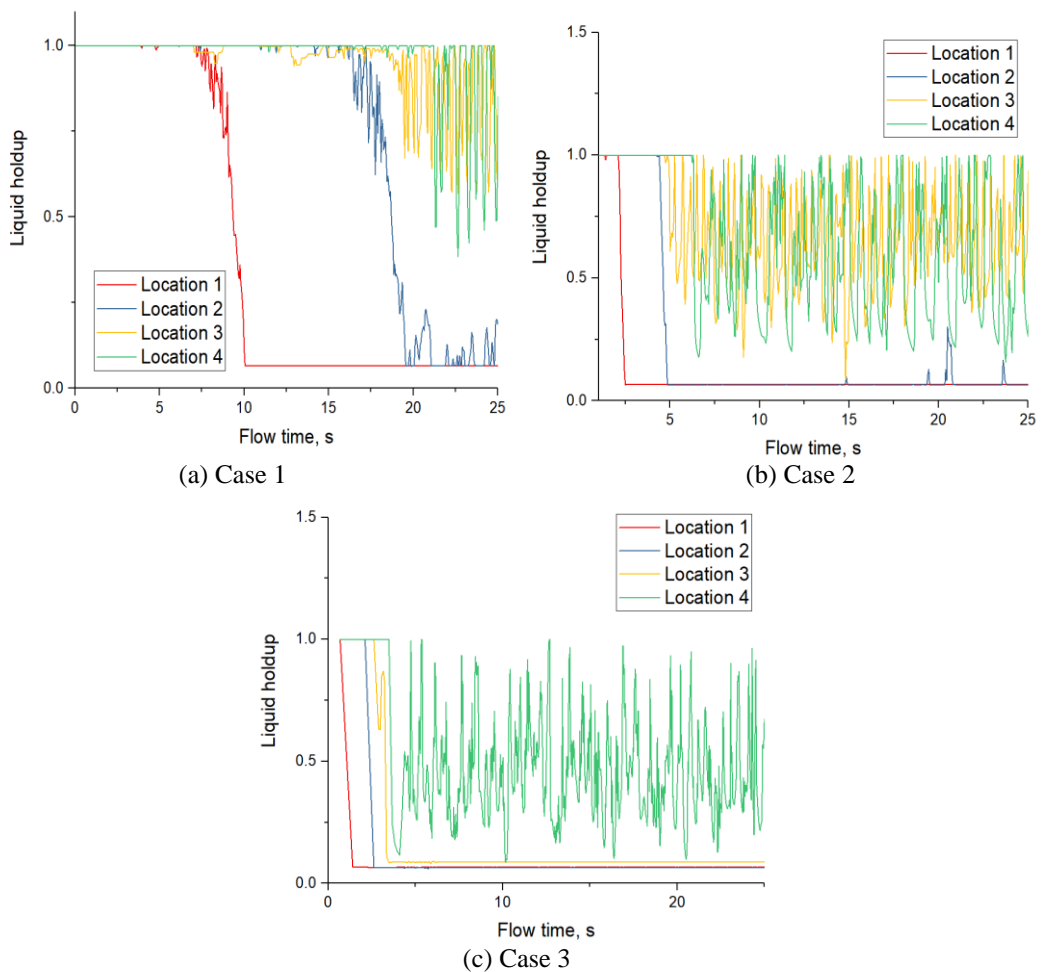 1.0
0.5
0.0
Liquid holdup
Location 1
Location 2
Location 3
Location 4
0
5
10
15
20
25
Flow time, s
(a) Case 1
1.5
1.0
0.5
0.0
Liquid holdup
Location 1
Location 2
Location 3
Location 4
5
10
15
20
25
Flow time, s
(b) Case 2
1.5
1.0
0.5
0.0
Liquid holdup
Location 1
Location 2
Location 3
Location 4
0
10
20
Flow time, s
(c) Case 3